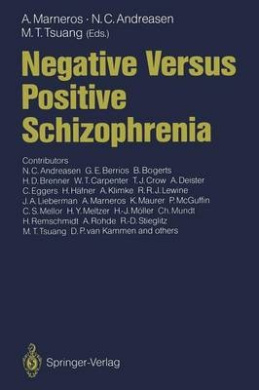 A. Marneros · N. C. Andreasen
M. T. Tsuang (Eds.)
Negative Versus
Positive
Schizophrenia
Contributors
N. C. Andreasen   G. E. Berrios   B. Bogerts
H. D. Brenner   W. T. Carpenter   T. J. Crow   A. Deister
C. Eggers   H. Häfner   A. Klimke   R. R. J. Lewine
J. A. Lieberman   A. Marneros   K. Maurer   P. McGuffin
C. S. Mellor   H. Y. Meltzer   H.-J. Möller   Ch. Mundt
H. Remschmidt   A. Rohde   R.-D. Stieglitz
M. T. Tsuang   D. P. van Kammen and others
Springer-Verlag